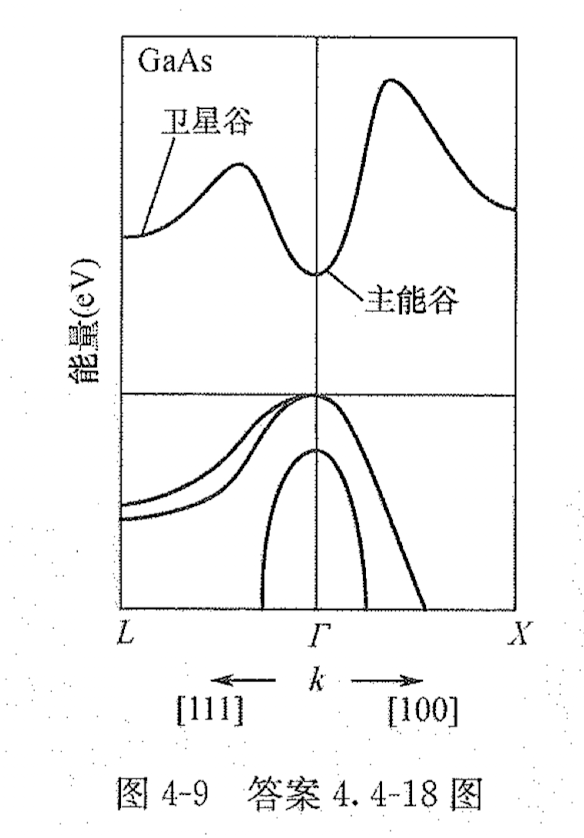 GaAs
卫星谷
主能谷
能量(eV)
L Γ X
k
[111] [100]
图 4-9 答案 4. 4-18 图